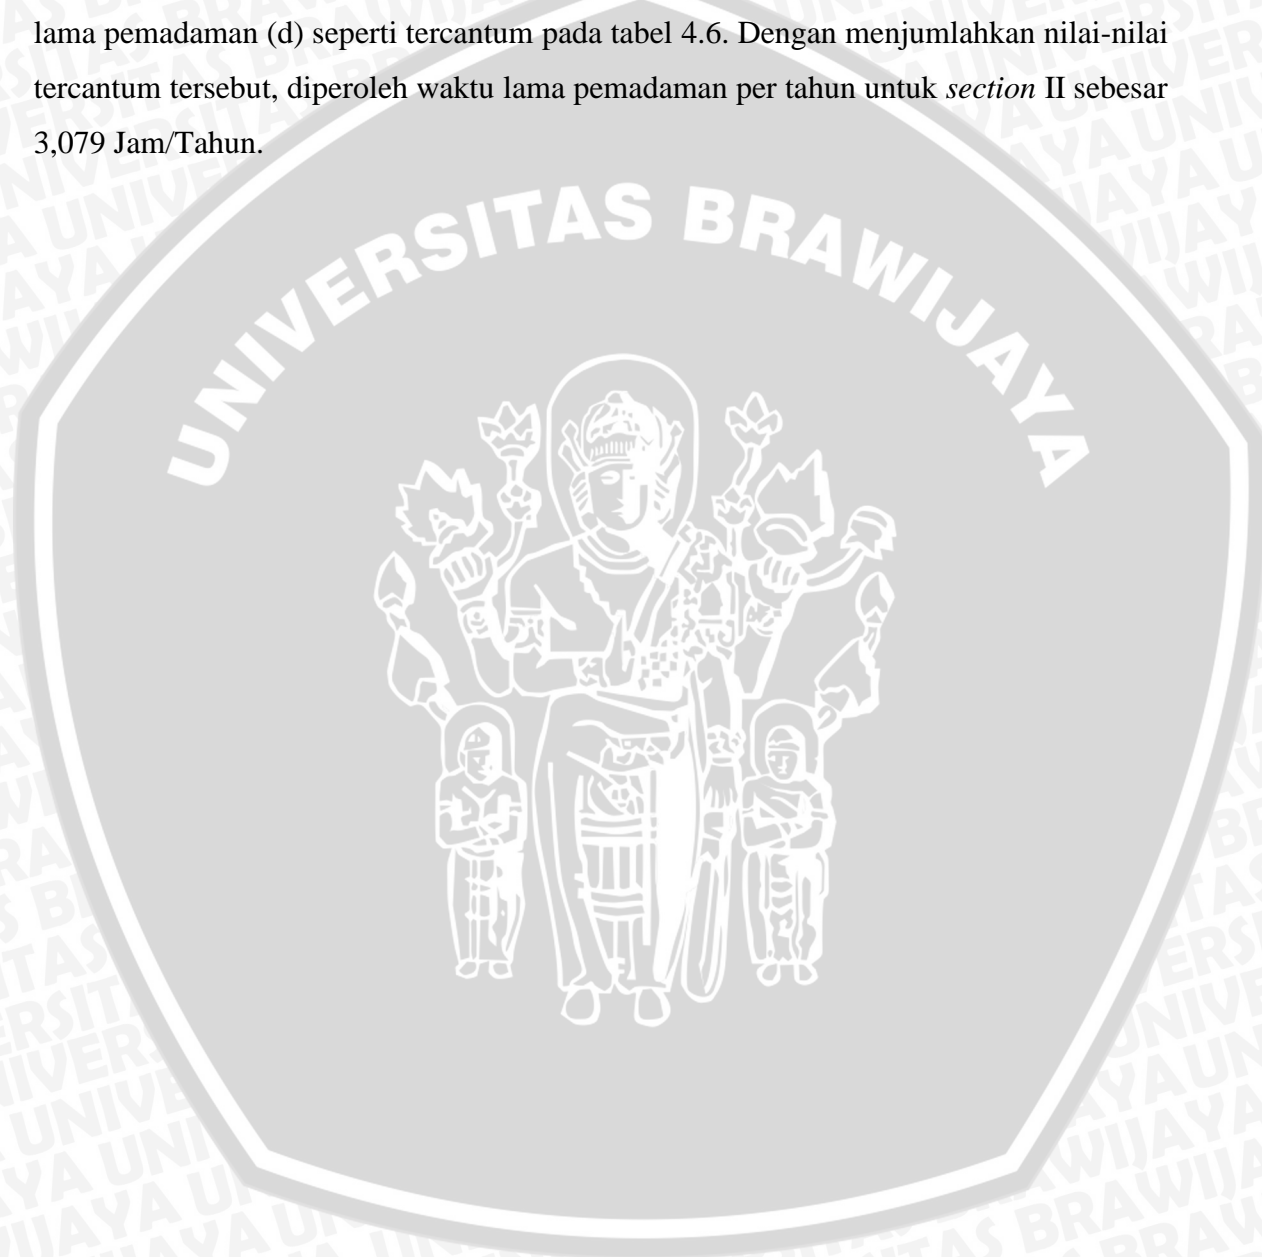 lama pemadaman (d) seperti tercantum pada tabel 4.6. Dengan menjumlahkan nilai-nilai
tercantum tersebut, diperoleh waktu lama pemadaman per tahun untuk section II sebesar
3,079 Jam/Tahun.
UNIVERSITAS BRAWIJAYA